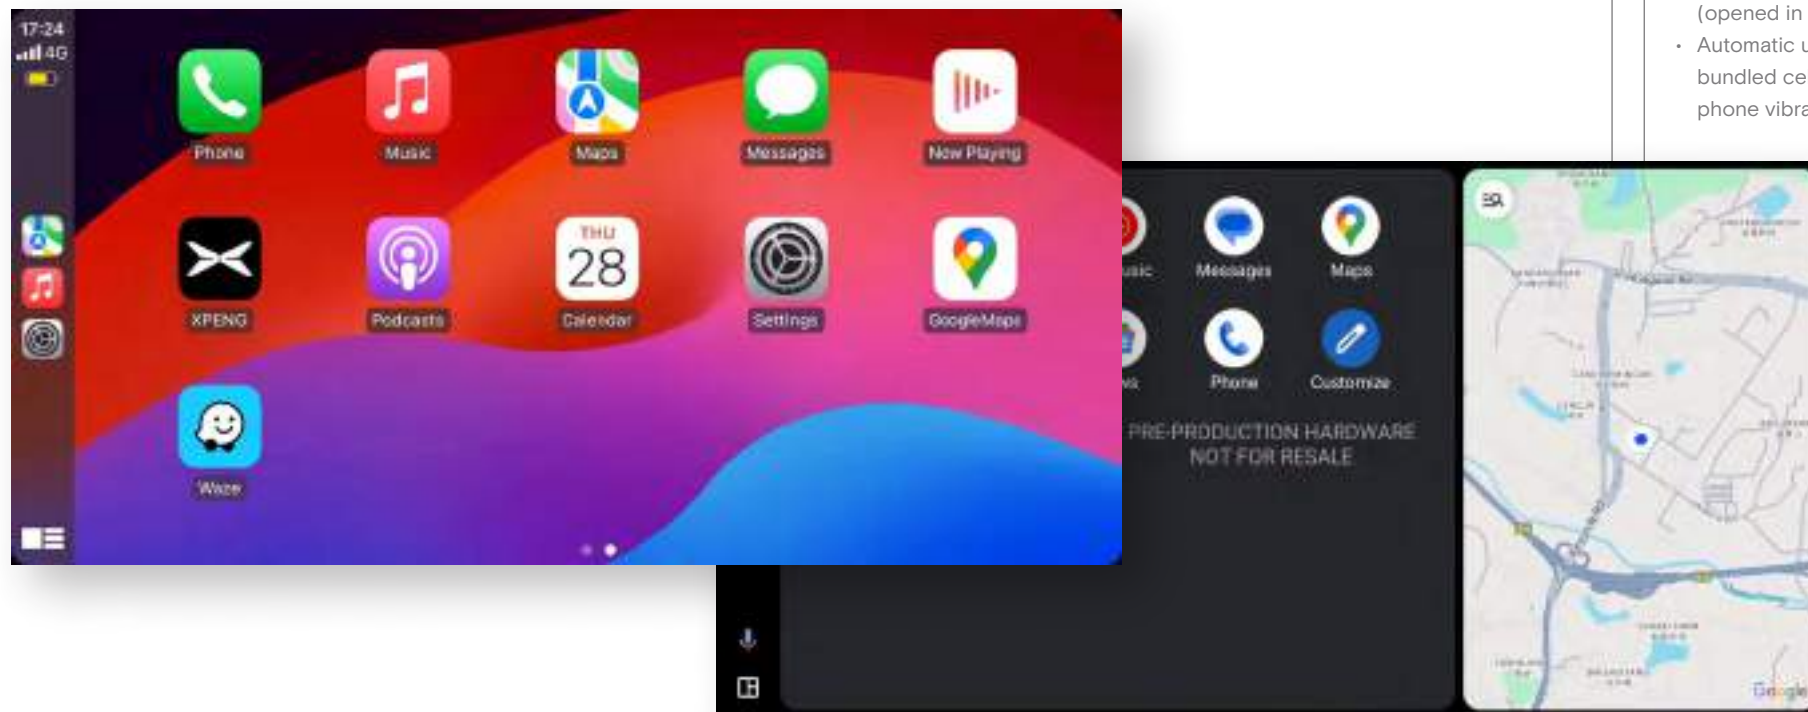 (opened in
• Automatic u
bundled ce
phone vibra
17:24
4G
Phone
Music
Maps
Messages
Now Playing
XPENG
THU
28
Podcasts
Calendar
Settings
GoogleMaps
Waze
usic
Messages
Maps
ws
Phone
Customize
PRE-PRODUCTION HARDWARE
NOT FOR RESALE
Google